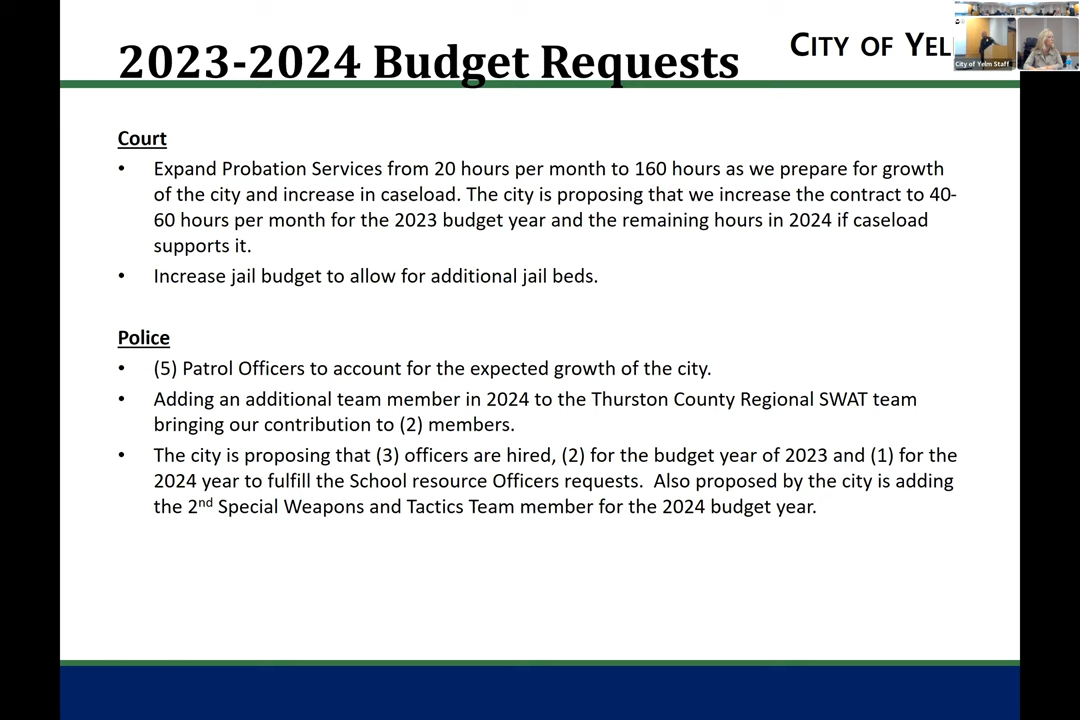 2023-2024 Budget Requests
CITY OF YEL
City of Yelm Staff
Court
• Expand Probation Services from 20 hours per month to 160 hours as we prepare for growth
of the city and increase in caseload. The city is proposing that we increase the contract to 40-
60 hours per month for the 2023 budget year and the remaining hours in 2024 if caseload
supports it.
• Increase jail budget to allow for additional jail beds.
Police
• (5) Patrol Officers to account for the expected growth of the city.
• Adding an additional team member in 2024 to the Thurston County Regional SWAT team
bringing our contribution to (2) members.
• The city is proposing that (3) officers are hired, (2) for the budget year of 2023 and (1) for the
2024 year to fulfill the School resource Officers requests.  Also proposed by the city is adding
the 2nd Special Weapons and Tactics Team member for the 2024 budget year.